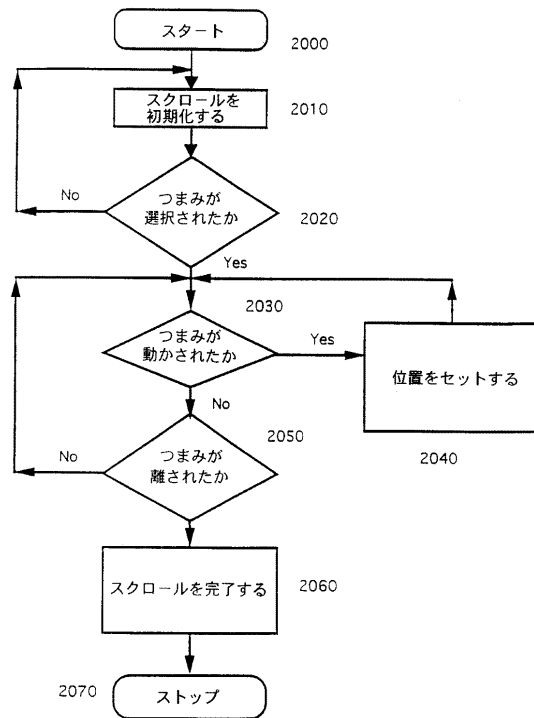 スタート
2000
スクロールを
初期化する
2010
つまみが
選択されたか
No
2020
Yes
2030
つまみが
動かされたか
Yes
位置をセットする
2040
No
2050
つまみが
離されたか
No
スクロールを完了する
2060
2070
ストップ